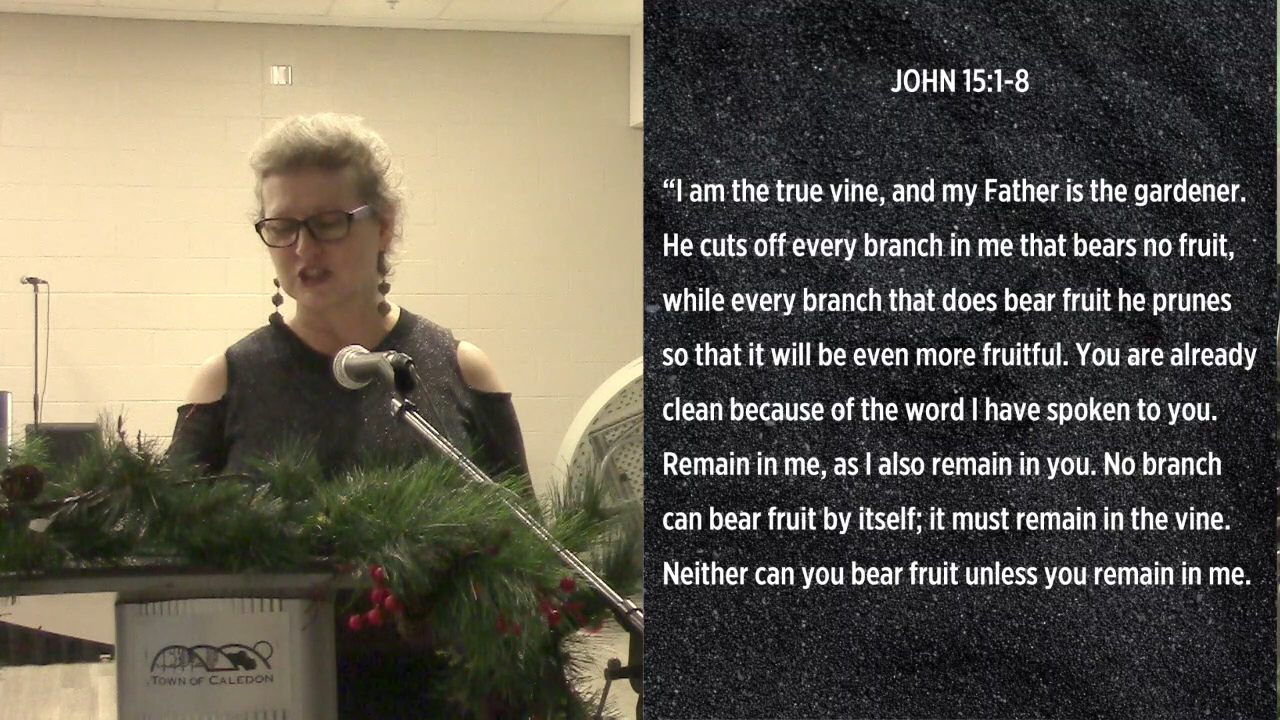 JOHN 15:1-8
“I am the true vine, and my Father is the gardener.
He cuts off every branch in me that bears no fruit,
while every branch that does bear fruit he prunes
so that it will be even more fruitful. You are already
clean because of the word I have spoken to you.
Remain in me, as I also remain in you. No branch
can bear fruit by itself; it must remain in the vine.
Neither can you bear fruit unless you remain in me.
TOWN OF CALEDON